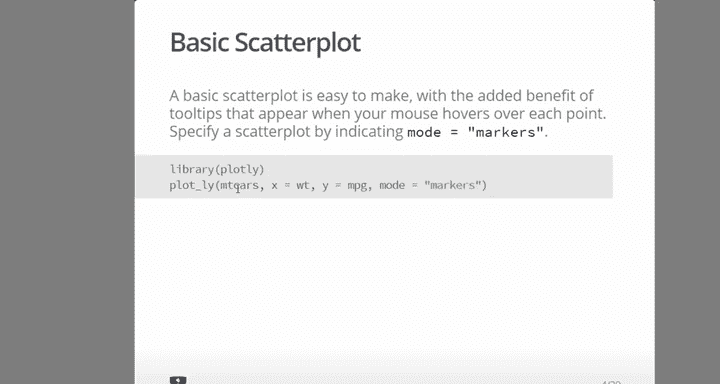 Basic Scatterplot
A basic scatterplot is easy to make, with the added benefit of
tooltips that appear when your mouse hovers over each point.
Specify a scatterplot by indicating mode = "markers".
library(plotly)
plot_ly(mtcars, x = wt, y = mpg, mode = "markers")